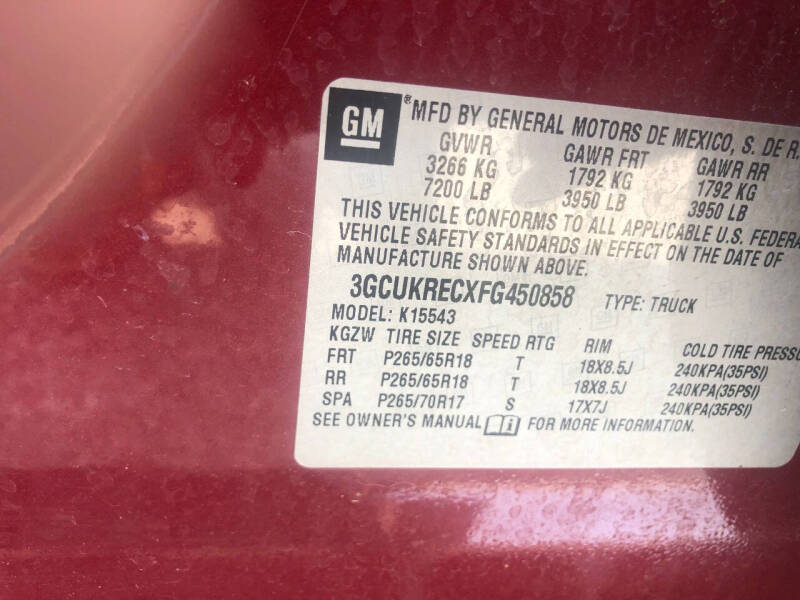 GM
® MFD BY GENERAL MOTORS DE MEXICO, S. DE R.
GVWR GAWR FRT GAWR RR
3266 KG 1792 KG 1792 KG
7200 LB 3950 LB 3950 LB
THIS VEHICLE CONFORMS TO ALL APPLICABLE U.S. FEDERA
VEHICLE SAFETY STANDARDS IN EFFECT ON THE DATE OF
MANUFACTURE SHOWN ABOVE.
3GCUKRECXFG450858 TYPE: TRUCK
MODEL: K15543
KGZW TIRE SIZE SPEED RTG RIM COLD TIRE PRESSU
FRT P265/65R18 T 18X8.5J 240KPA(35PSI)
RR P265/65R18 T 18X8.5J 240KPA(35PSI)
SPA P265/70R17 S 17X7J 240KPA(35PSI)
SEE OWNER'S MANUAL i FOR MORE INFORMATION.